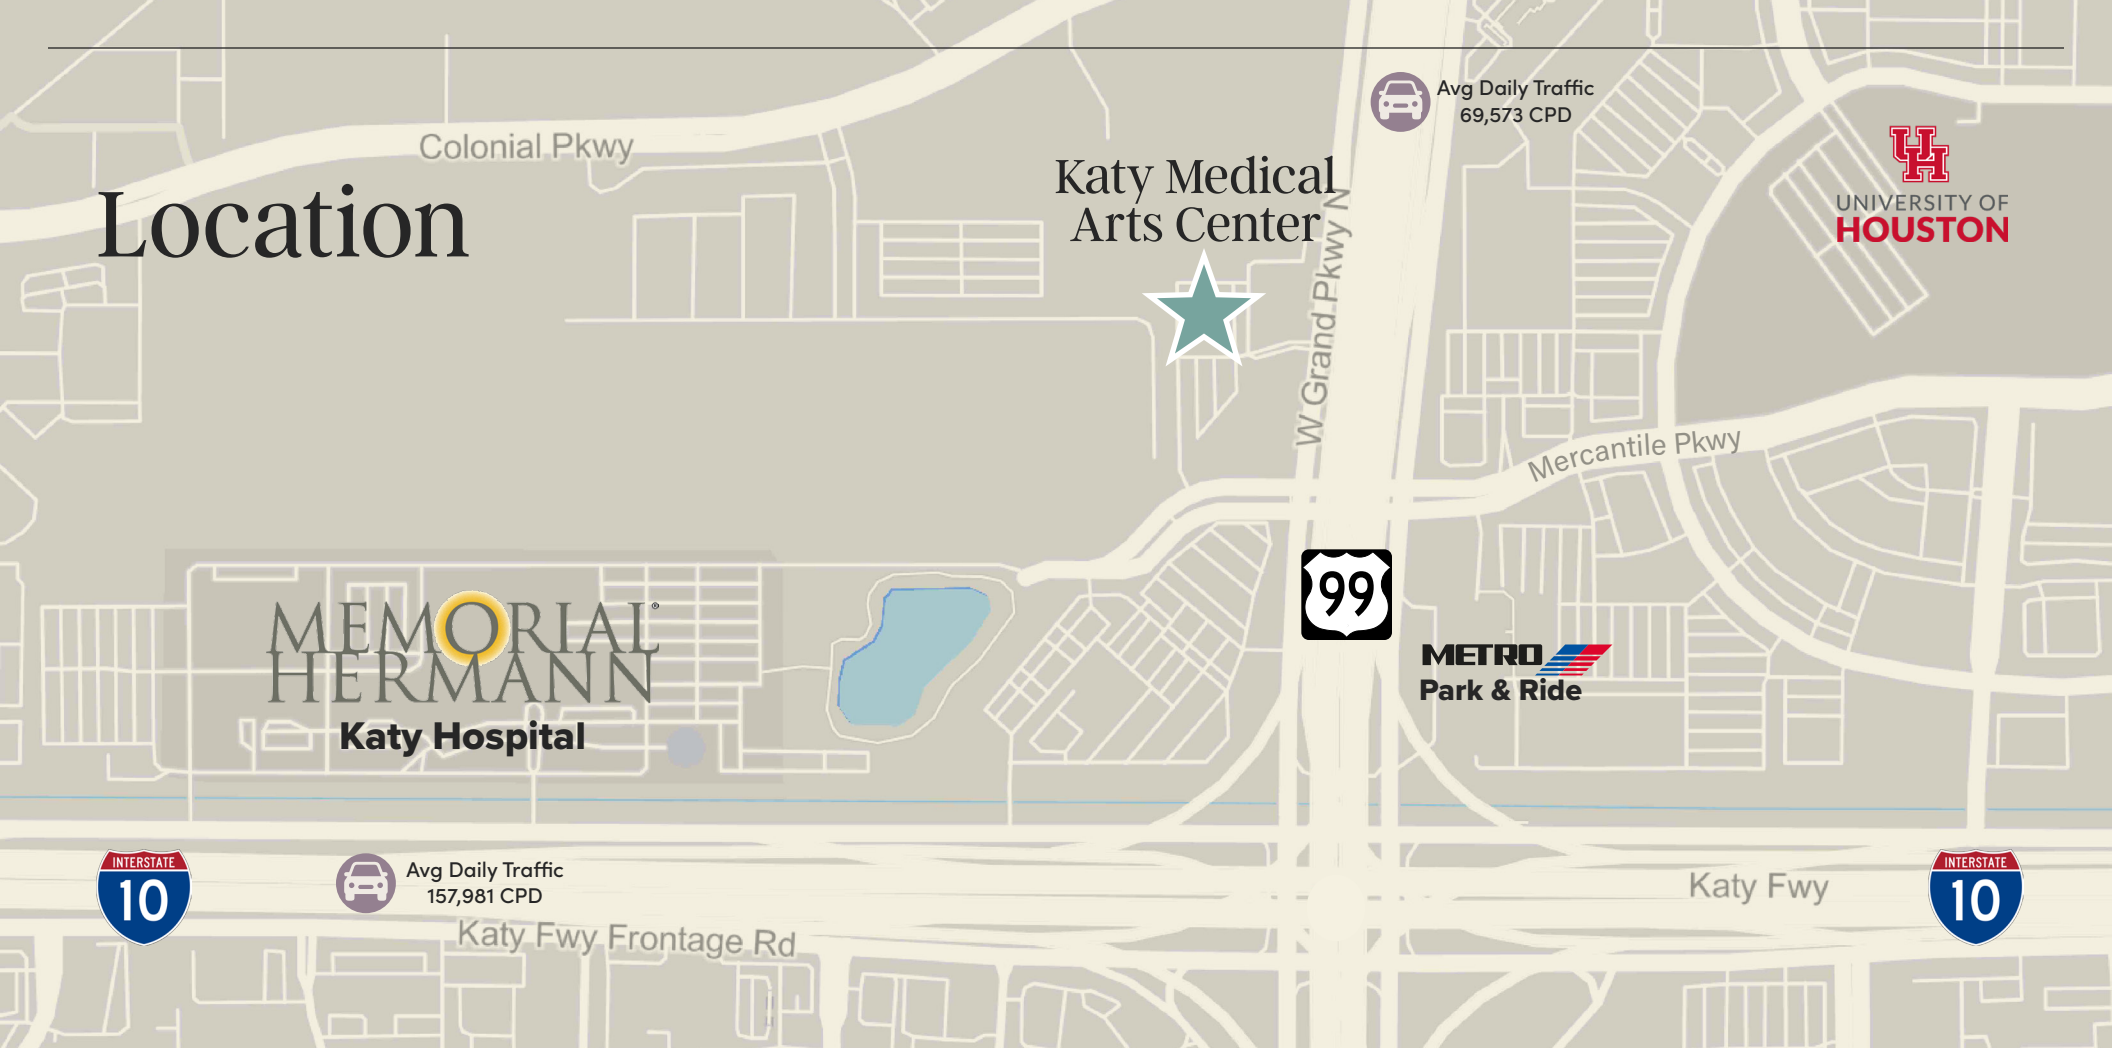 Avg Daily Traffic
69,573 CPD
Colonial Pkwy
Location
Katy Medical
Arts Center
W Grand Pkwy N
UH
UNIVERSITY OF
HOUSTON
Mercantile Pkwy
99
MEMORIAL®
HERMANN
Katy Hospital
METRO
Park & Ride
INTERSTATE
10
Avg Daily Traffic
157,981 CPD
Katy Fwy Frontage Rd
Katy Fwy
INTERSTATE
10